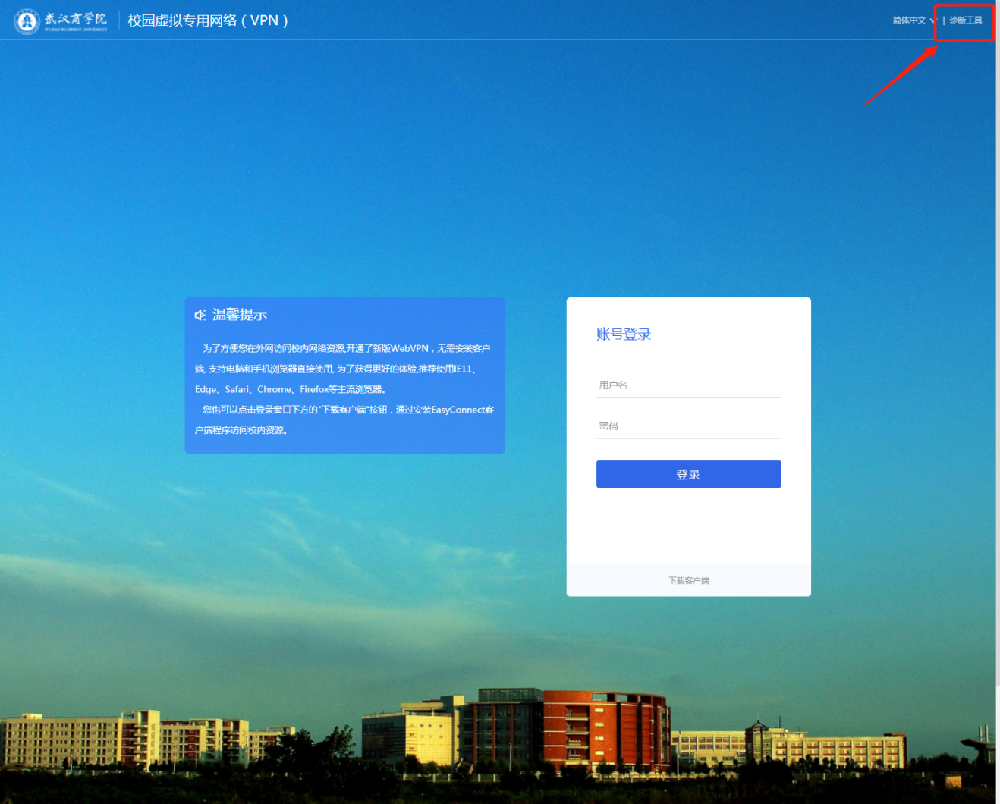 武汉商学院
WUHAN BUSINESS UNIVERSITY
校园虚拟专用网络（VPN）
简体中文 | 诊断工具
温馨提示
为了方便您在外网访问校内网络资源,开通了新版WebVPN，无需安装客户
端, 支持电脑和手机浏览器直接使用, 为了获得更好的体验,推荐使用IE11、
Edge、Safari、Chrome、Firefox等主流浏览器。
您也可以点击登录窗口下方的"下载客户端"按钮，通过安装EasyConnect客
户端程序访问校内资源。
账号登录
用户名
密码
登录
下载客户端